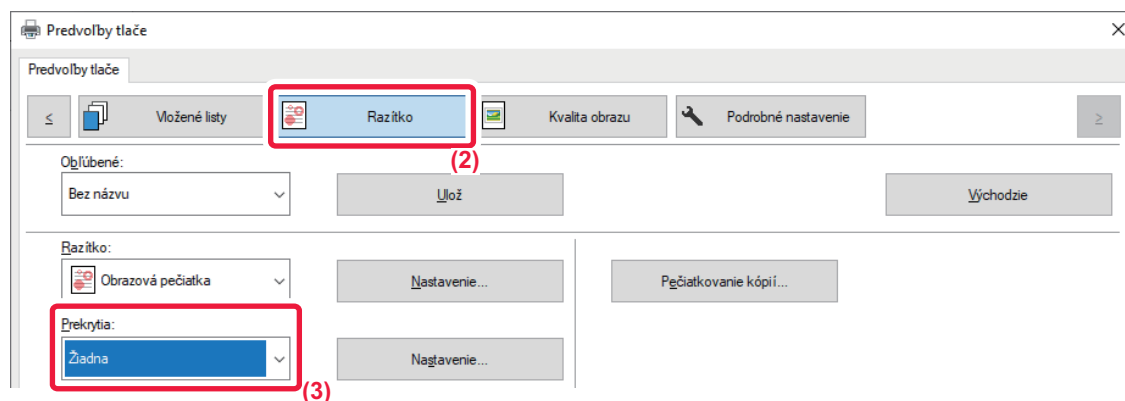 Predvoľby tlače
Predvoľby tlače
< Vložené listy Razítko Kvalita obrazu Podrobné nastavenie >
(2)
Obľúbené:
Bez názvu Ulož Východzie
Razítko:
Obrazová pečiatka Nastavenie... Pečiatkovanie kópií...
Prekrytia:
Žiadna Nastavenie...
(3)